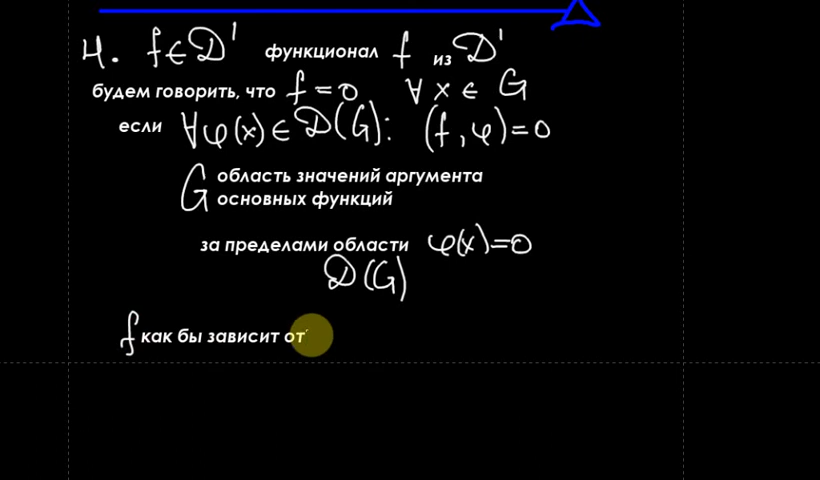 4. f ∈ D' функционал f из D'
будем говорить, что f = 0 ∀ x ∈ G
если ∀φ(x) ∈ D(G): (f, φ) = 0
G область значений аргумента
основных функций
за пределами области φ(x) = 0
D(G)
f как бы зависит от